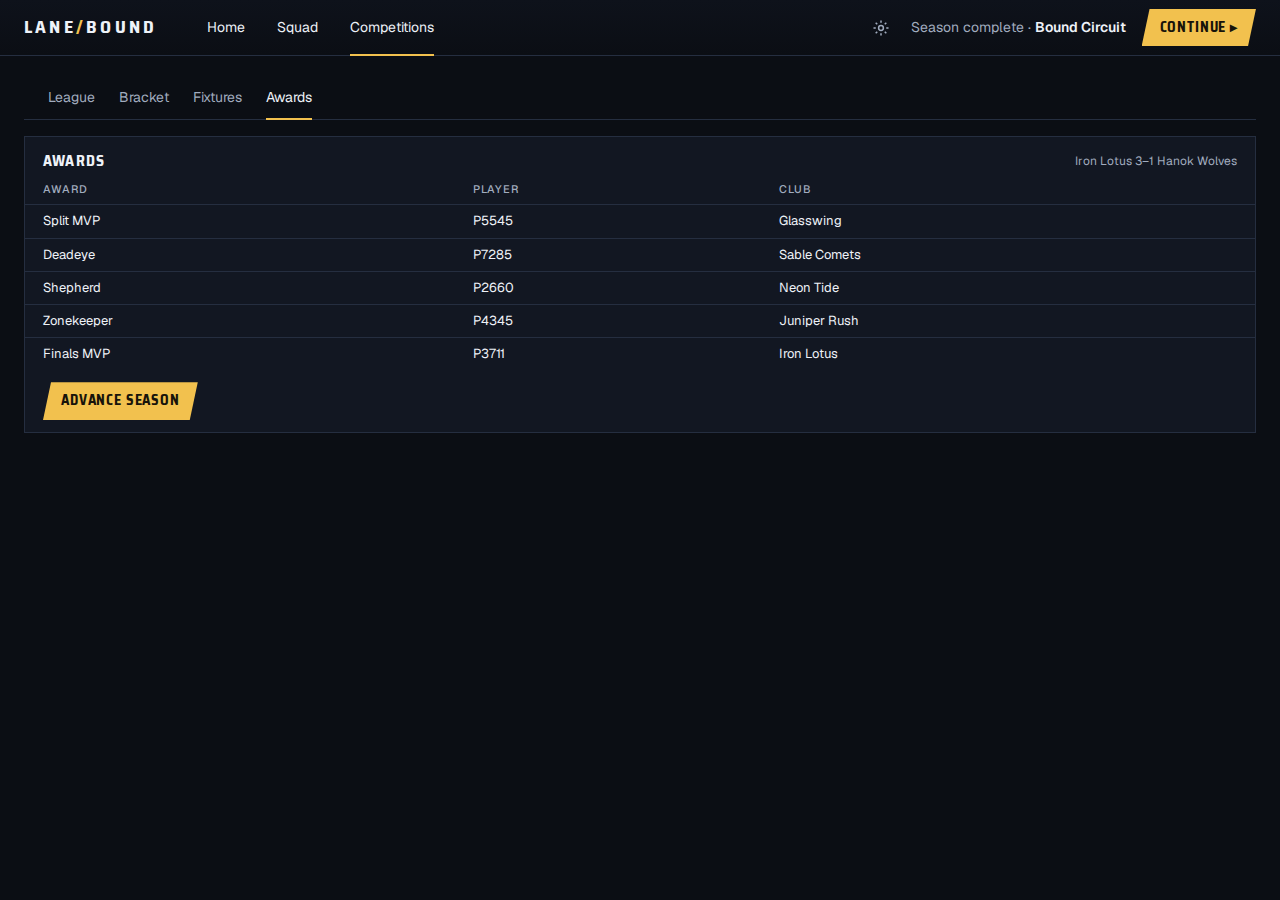 LANE/BOUND Home Squad Competitions Season complete · Bound Circuit CONTINUE ▸
League Bracket Fixtures Awards
AWARDS Iron Lotus 3–1 Hanok Wolves
AWARD PLAYER CLUB
Split MVP P5545 Glasswing
Deadeye P7285 Sable Comets
Shepherd P2660 Neon Tide
Zonekeeper P4345 Juniper Rush
Finals MVP P3711 Iron Lotus
ADVANCE SEASON